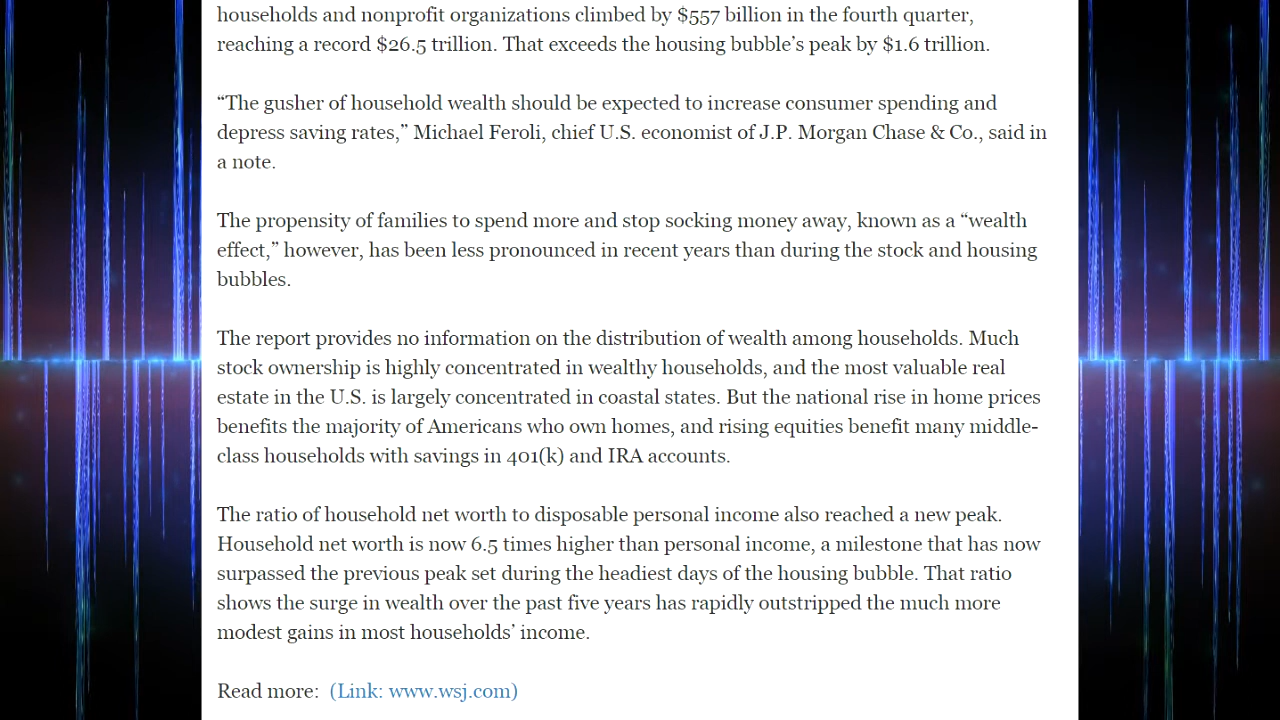 households and nonprofit organizations climbed by $557 billion in the fourth quarter,
reaching a record $26.5 trillion. That exceeds the housing bubble’s peak by $1.6 trillion.
“The gusher of household wealth should be expected to increase consumer spending and
depress saving rates,” Michael Feroli, chief U.S. economist of J.P. Morgan Chase & Co., said in
a note.
The propensity of families to spend more and stop socking money away, known as a “wealth
effect,” however, has been less pronounced in recent years than during the stock and housing
bubbles.
The report provides no information on the distribution of wealth among households. Much
stock ownership is highly concentrated in wealthy households, and the most valuable real
estate in the U.S. is largely concentrated in coastal states. But the national rise in home prices
benefits the majority of Americans who own homes, and rising equities benefit many middle-
class households with savings in 401(k) and IRA accounts.
The ratio of household net worth to disposable personal income also reached a new peak.
Household net worth is now 6.5 times higher than personal income, a milestone that has now
surpassed the previous peak set during the headiest days of the housing bubble. That ratio
shows the surge in wealth over the past five years has rapidly outstripped the much more
modest gains in most households’ income.
Read more:  (Link: www.wsj.com)